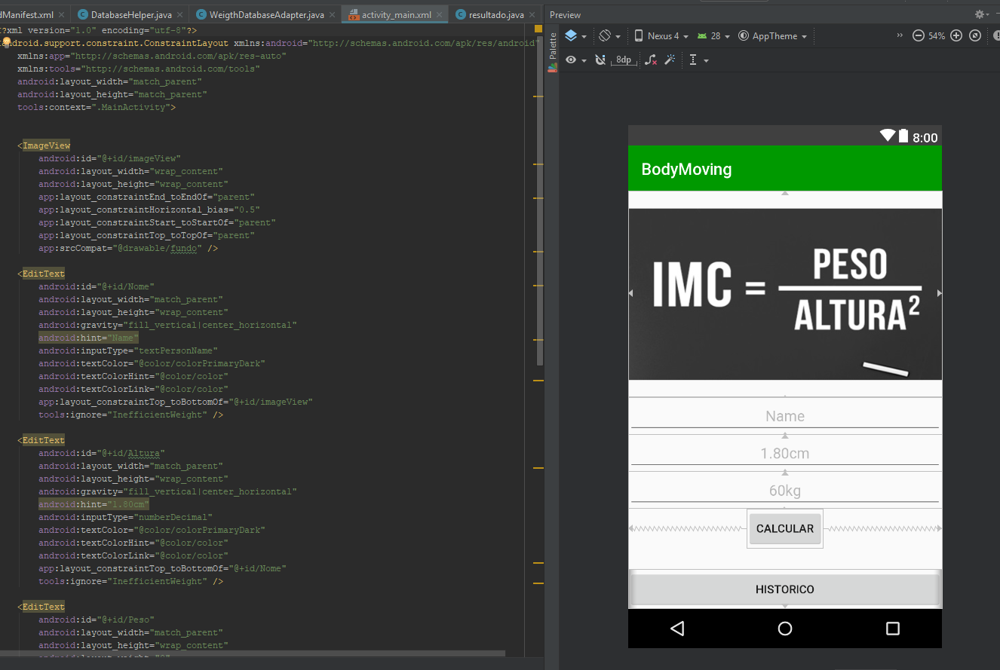 dManifest.xml × DatabaseHelper.java × WeigthDatabaseAdapter.java × activity_main.xml × resultado.java ×
?xml version="1.0" encoding="utf-8"?>
android.support.constraint.ConstraintLayout xmlns:android="http://schemas.android.com/apk/res/android"
xmlns:app="http://schemas.android.com/apk/res-auto"
xmlns:tools="http://schemas.android.com/tools"
android:layout_width="match_parent"
android:layout_height="match_parent"
tools:context=".MainActivity">
<ImageView
android:id="@+id/imageView"
android:layout_width="wrap_content"
android:layout_height="wrap_content"
app:layout_constraintEnd_toEndOf="parent"
app:layout_constraintHorizontal_bias="0.5"
app:layout_constraintStart_toStartOf="parent"
app:layout_constraintTop_toTopOf="parent"
app:srcCompat="@drawable/fundo" />
<EditText
android:id="@+id/Nome"
android:layout_width="match_parent"
android:layout_height="wrap_content"
android:gravity="fill_vertical|center_horizontal"
android:hint="Name"
android:inputType="textPersonName"
android:textColor="@color/colorPrimaryDark"
android:textColorHint="@color/color"
android:textColorLink="@color/color"
app:layout_constraintTop_toBottomOf="@+id/imageView"
tools:ignore="InefficientWeight" />
<EditText
android:id="@+id/Altura"
android:layout_width="match_parent"
android:layout_height="wrap_content"
android:gravity="fill_vertical|center_horizontal"
android:hint="1.80cm"
android:inputType="numberDecimal"
android:textColor="@color/colorPrimaryDark"
android:textColorHint="@color/color"
android:textColorLink="@color/color"
app:layout_constraintTop_toBottomOf="@+id/Nome"
tools:ignore="InefficientWeight" />
<EditText
android:id="@+id/Peso"
android:layout_width="match_parent"
android:layout_height="wrap_content"
Preview
Palette
Nexus 4 28 AppTheme 54%
8dp
8:00
BodyMoving
IMC = PESO
ALTURA²
Name
1.80cm
60kg
CALCULAR
HISTORICO